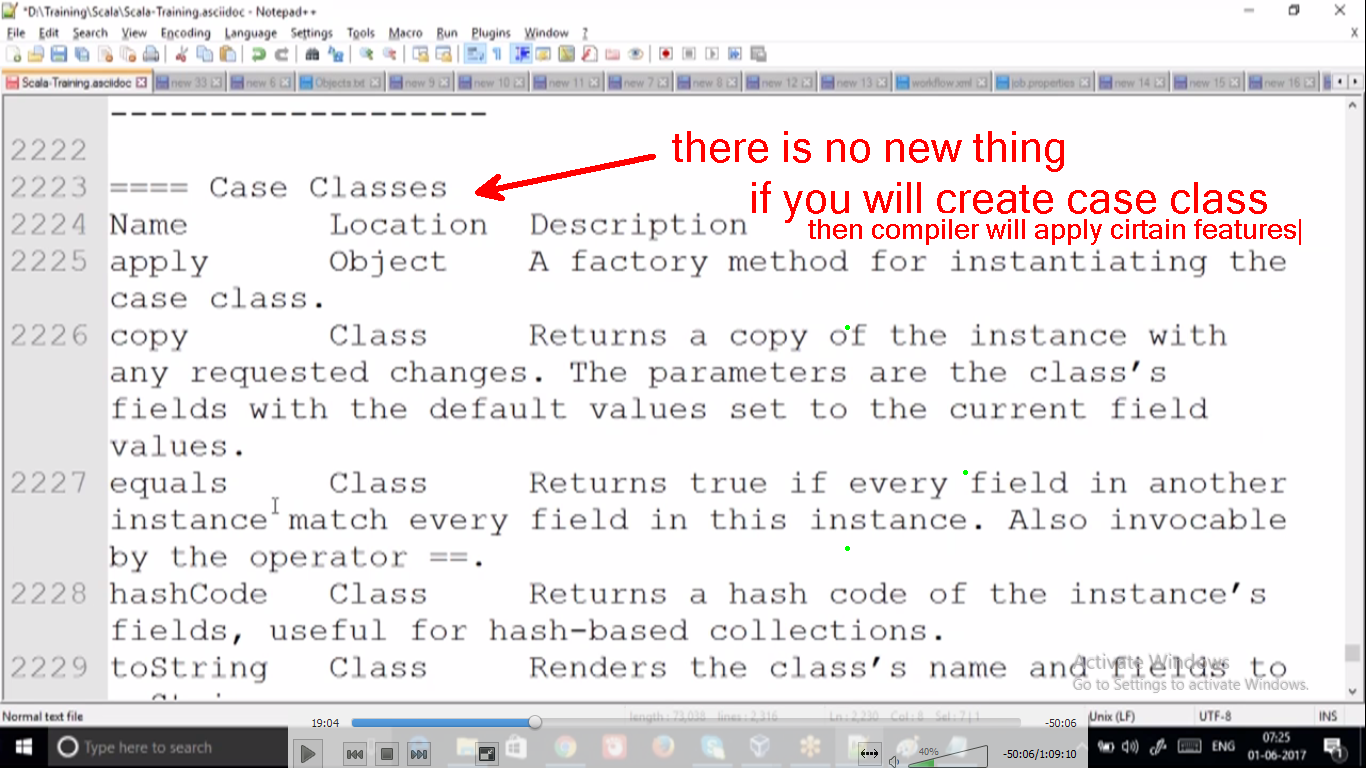 *D:\Training\Scala\Scala-Training.asciidoc - Notepad++
File Edit Search View Encoding Language Settings Tools Macro Run Plugins Window ? X
Scala-Training.asciidoc new 33 new 6 Objects.txt new 9 new 10 new 11 new 7 new 8 new 12 new 13 workflow.xml job.properties new 14 new 15 new 16
-------------------
2222
there is no new thing
2223 ==== Case Classes
if you will create case class
2224 Name Location Description
then compiler will apply cirtain features
2225 apply Object A factory method for instantiating the
case class.
2226 copy Class Returns a copy of the instance with
any requested changes. The parameters are the class's
fields with the default values set to the current field
values.
2227 equals Class Returns true if every field in another
instance match every field in this instance. Also invocable
by the operator ==.
2228 hashCode Class Returns a hash code of the instance's
fields, useful for hash-based collections.
2229 toString Class Renders the class's name and fields to
Activate Windows
Go to Settings to activate Windows.
Normal text file length : 73,038 lines : 2,316 Ln : 2,230 Col : 8 Sel : 7 | 1 Unix (LF) UTF-8 INS
19:04 -50:06
Type here to search 40% -50:06/1:09:10 ENG 07:25
01-06-2017